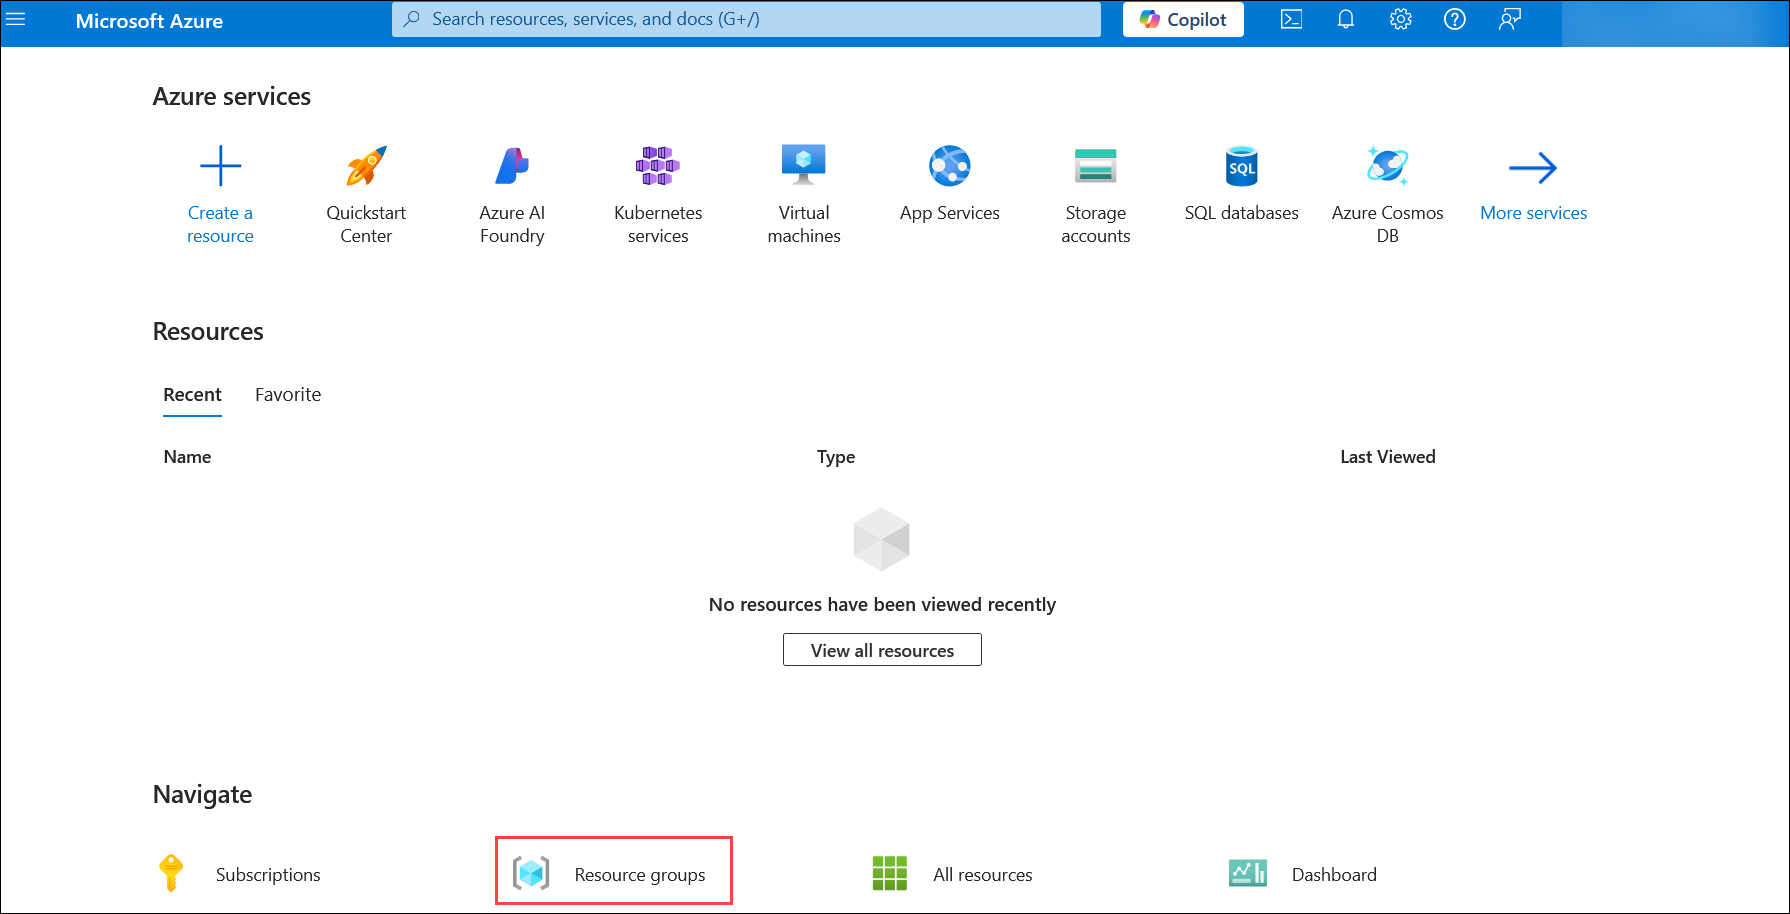 Microsoft Azure
Search resources, services, and docs (G+/)
Copilot
Azure services
Create a
resource
Quickstart
Center
Azure AI
Foundry
Kubernetes
services
Virtual
machines
App Services
Storage
accounts
SQL
SQL databases
Azure Cosmos
DB
More services
Resources
Recent
Favorite
Name
Type
Last Viewed
No resources have been viewed recently
View all resources
Navigate
Subscriptions
Resource groups
All resources
Dashboard